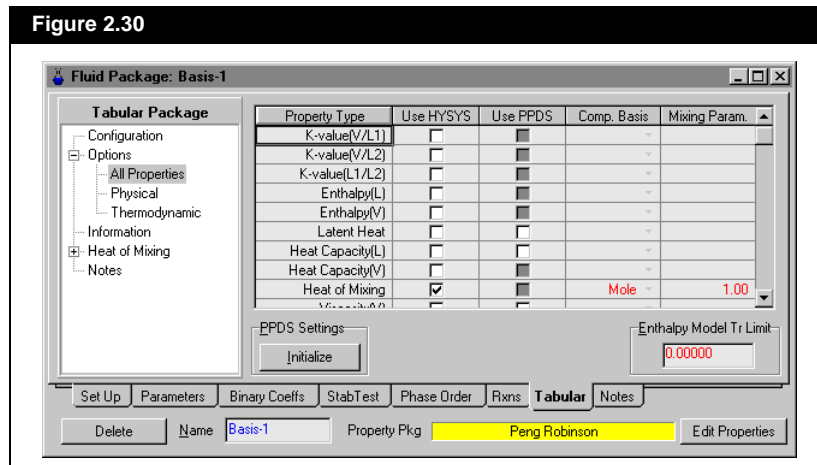 Figure 2.30
Fluid Package: Basis-1
Tabular Package
Configuration
Options
All Properties
Physical
Thermodynamic
Information
Heat of Mixing
Notes
Property Type Use HYSYS Use PPDS Comp. Basis Mixing Param.
K-value(V/L1)
K-value(V/L2)
K-value(L1/L2)
Enthalpy(L)
Enthalpy(V)
Latent Heat
Heat Capacity(L)
Heat Capacity(V)
Heat of Mixing Mole 1.00
PPDS Settings
Initialize
Enthalpy Model Tr Limit
0.00000
Set Up Parameters Binary Coeffs StabTest Phase Order Rxns Tabular Notes
Delete Name Basis-1 Property Pkg Peng Robinson Edit Properties